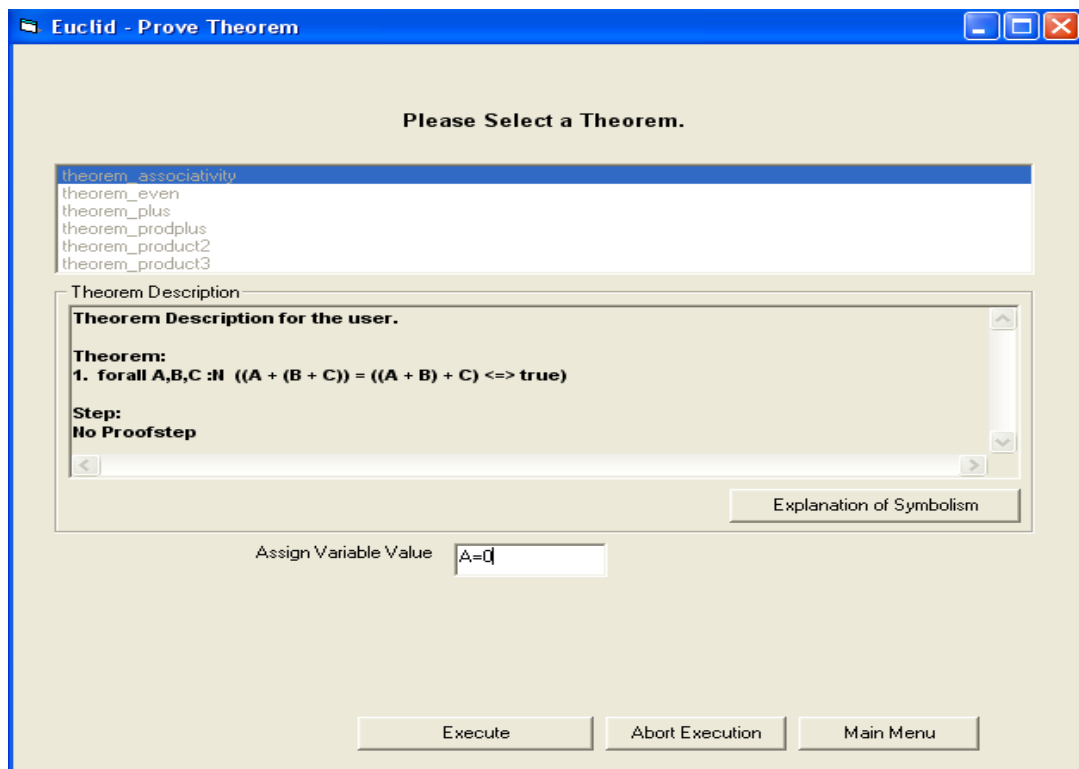 Euclid - Prove Theorem
Please Select a Theorem.
theorem_associativity
theorem_even
theorem_plus
theorem_prodplus
theorem_product2
theorem_product3
Theorem Description
Theorem Description for the user.
Theorem:
1. forall A,B,C :N ((A + (B + C)) = ((A + B) + C) <=> true)
Step:
No Proofstep
Explanation of Symbolism
Assign Variable Value A=0
Execute Abort Execution Main Menu